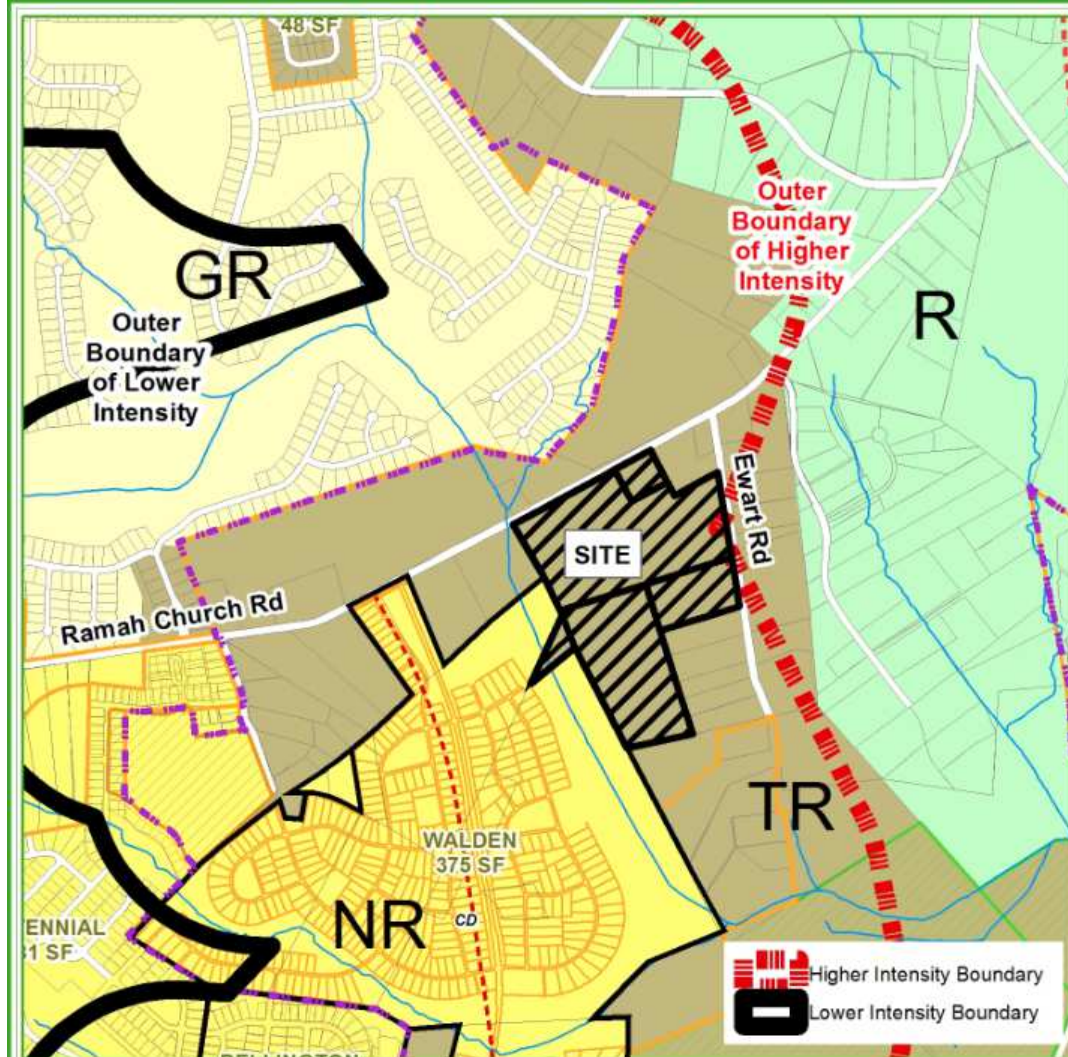 48 SF
GR
Outer
Boundary
of Lower
Intensity
Outer
Boundary
of Higher
Intensity
R
Ewart Rd
SITE
Ramah Church Rd
TR
WALDEN
375 SF
NR
CD
ENNIAL
31 SF
Higher Intensity Boundary
Lower Intensity Boundary